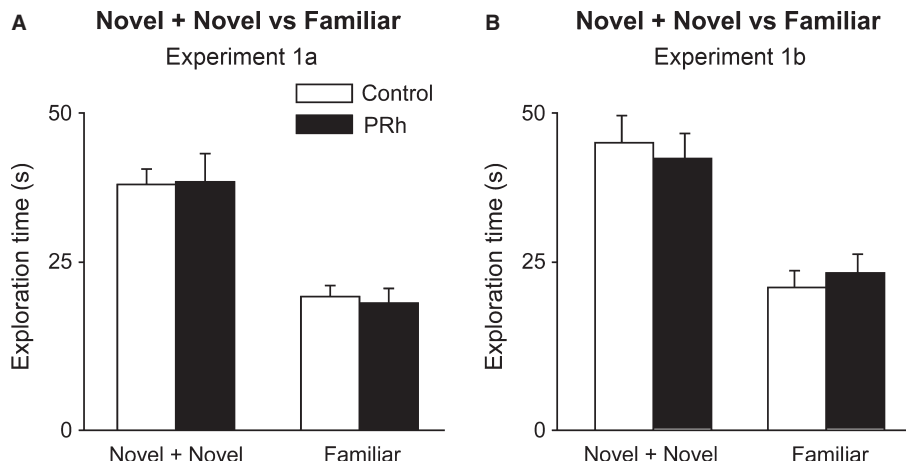 A Novel + Novel vs Familiar
Experiment 1a
Control
PRh
50
25
0
Exploration time (s)
Novel + Novel Familiar
B Novel + Novel vs Familiar
Experiment 1b
50
25
0
Exploration time (s)
Novel + Novel Familiar